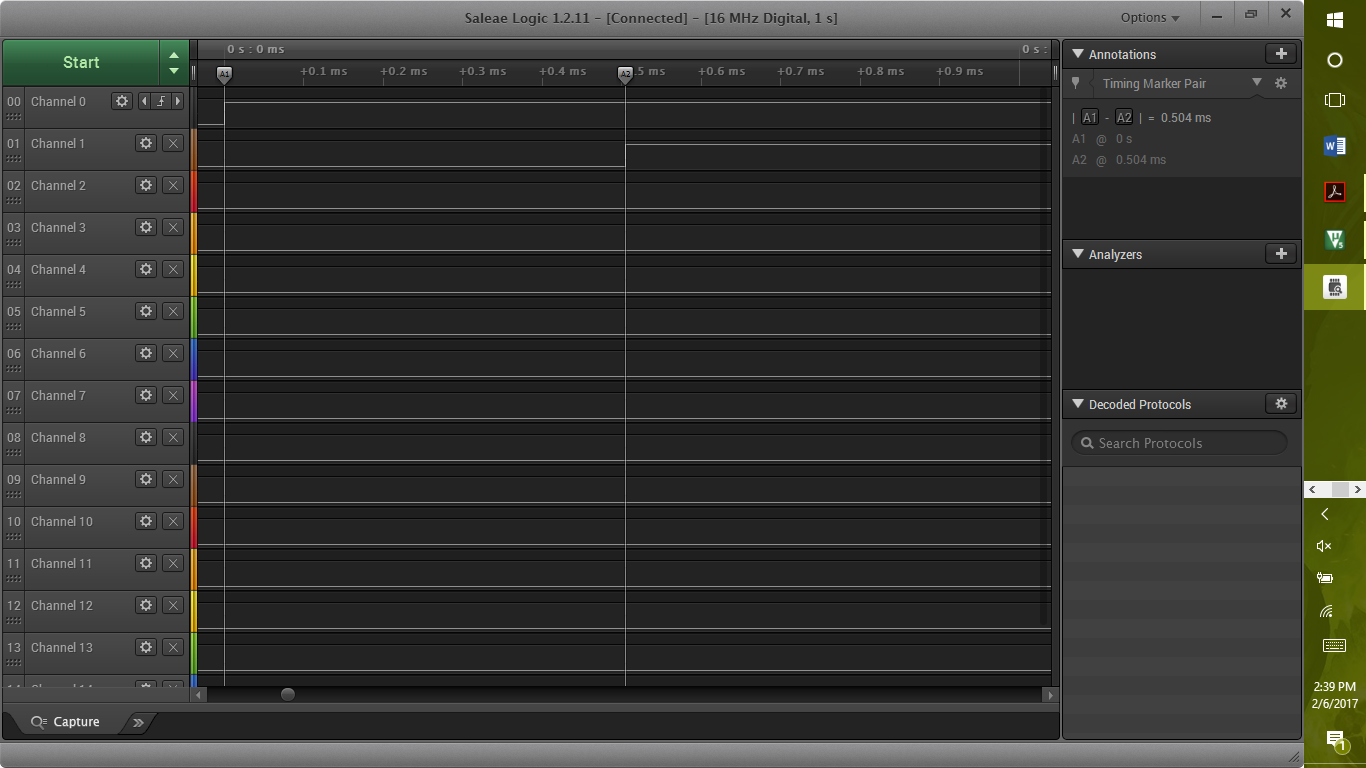 Saleae Logic 1.2.11 – [Connected] – [16 MHz Digital, 1 s]
Options
Start
0 s : 0 ms
0 s :
A1
+0.1 ms
+0.2 ms
+0.3 ms
+0.4 ms
A2
.5 ms
+0.6 ms
+0.7 ms
+0.8 ms
+0.9 ms
00 Channel 0
01 Channel 1
02 Channel 2
03 Channel 3
04 Channel 4
05 Channel 5
06 Channel 6
07 Channel 7
08 Channel 8
09 Channel 9
10 Channel 10
11 Channel 11
12 Channel 12
13 Channel 13
Capture
Annotations
Timing Marker Pair
| A1 - A2 | = 0.504 ms
A1 @ 0 s
A2 @ 0.504 ms
Analyzers
Decoded Protocols
Search Protocols
2:39 PM
2/6/2017
1